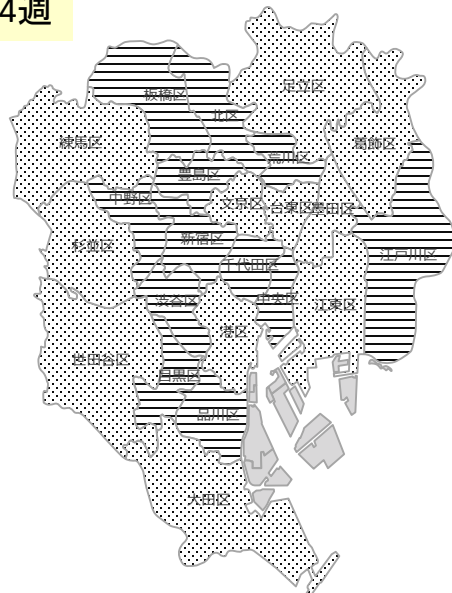 4週
足立区
板橋区
北区
練馬区
荒川区
葛飾区
豊島区
中野区
文京区
台東区
墨田区
杉並区
新宿区
千代田区
江戸川区
渋谷区
中央区
江東区
港区
世田谷区
目黒区
品川区
大田区